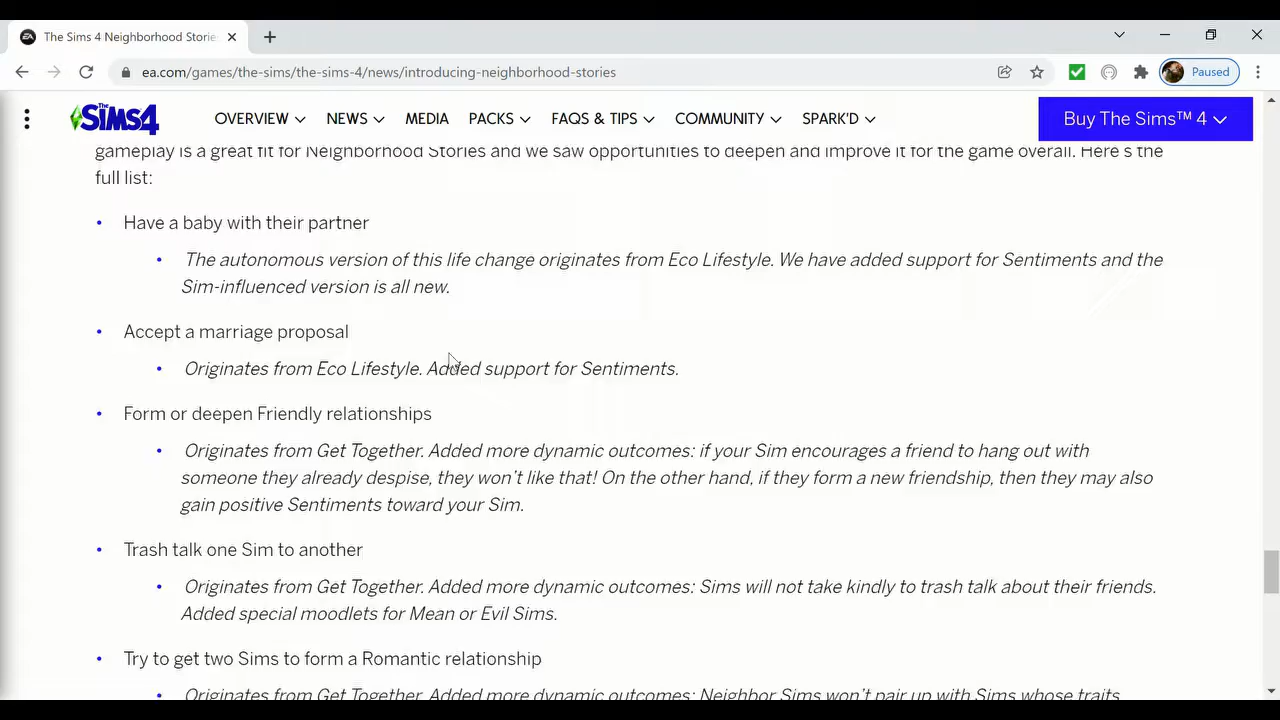 The Sims 4 Neighborhood Storie
ea.com/games/the-sims/the-sims-4/news/introducing-neighborhood-stories
Paused
The SIMS4
OVERVIEW
NEWS
MEDIA
PACKS
FAQS & TIPS
COMMUNITY
SPARK'D
Buy The Sims™ 4
gameplay is a great fit for Neighborhood Stories and we saw opportunities to deepen and improve it for the game overall. Here's the
full list:
• Have a baby with their partner
• The autonomous version of this life change originates from Eco Lifestyle. We have added support for Sentiments and the
Sim-influenced version is all new.
• Accept a marriage proposal
• Originates from Eco Lifestyle. Added support for Sentiments.
• Form or deepen Friendly relationships
• Originates from Get Together. Added more dynamic outcomes: if your Sim encourages a friend to hang out with
someone they already despise, they won't like that! On the other hand, if they form a new friendship, then they may also
gain positive Sentiments toward your Sim.
• Trash talk one Sim to another
• Originates from Get Together. Added more dynamic outcomes: Sims will not take kindly to trash talk about their friends.
Added special moodlets for Mean or Evil Sims.
• Try to get two Sims to form a Romantic relationship
• Originates from Get Together. Added more dynamic outcomes: Neighbor Sims won't pair up with Sims whose traits